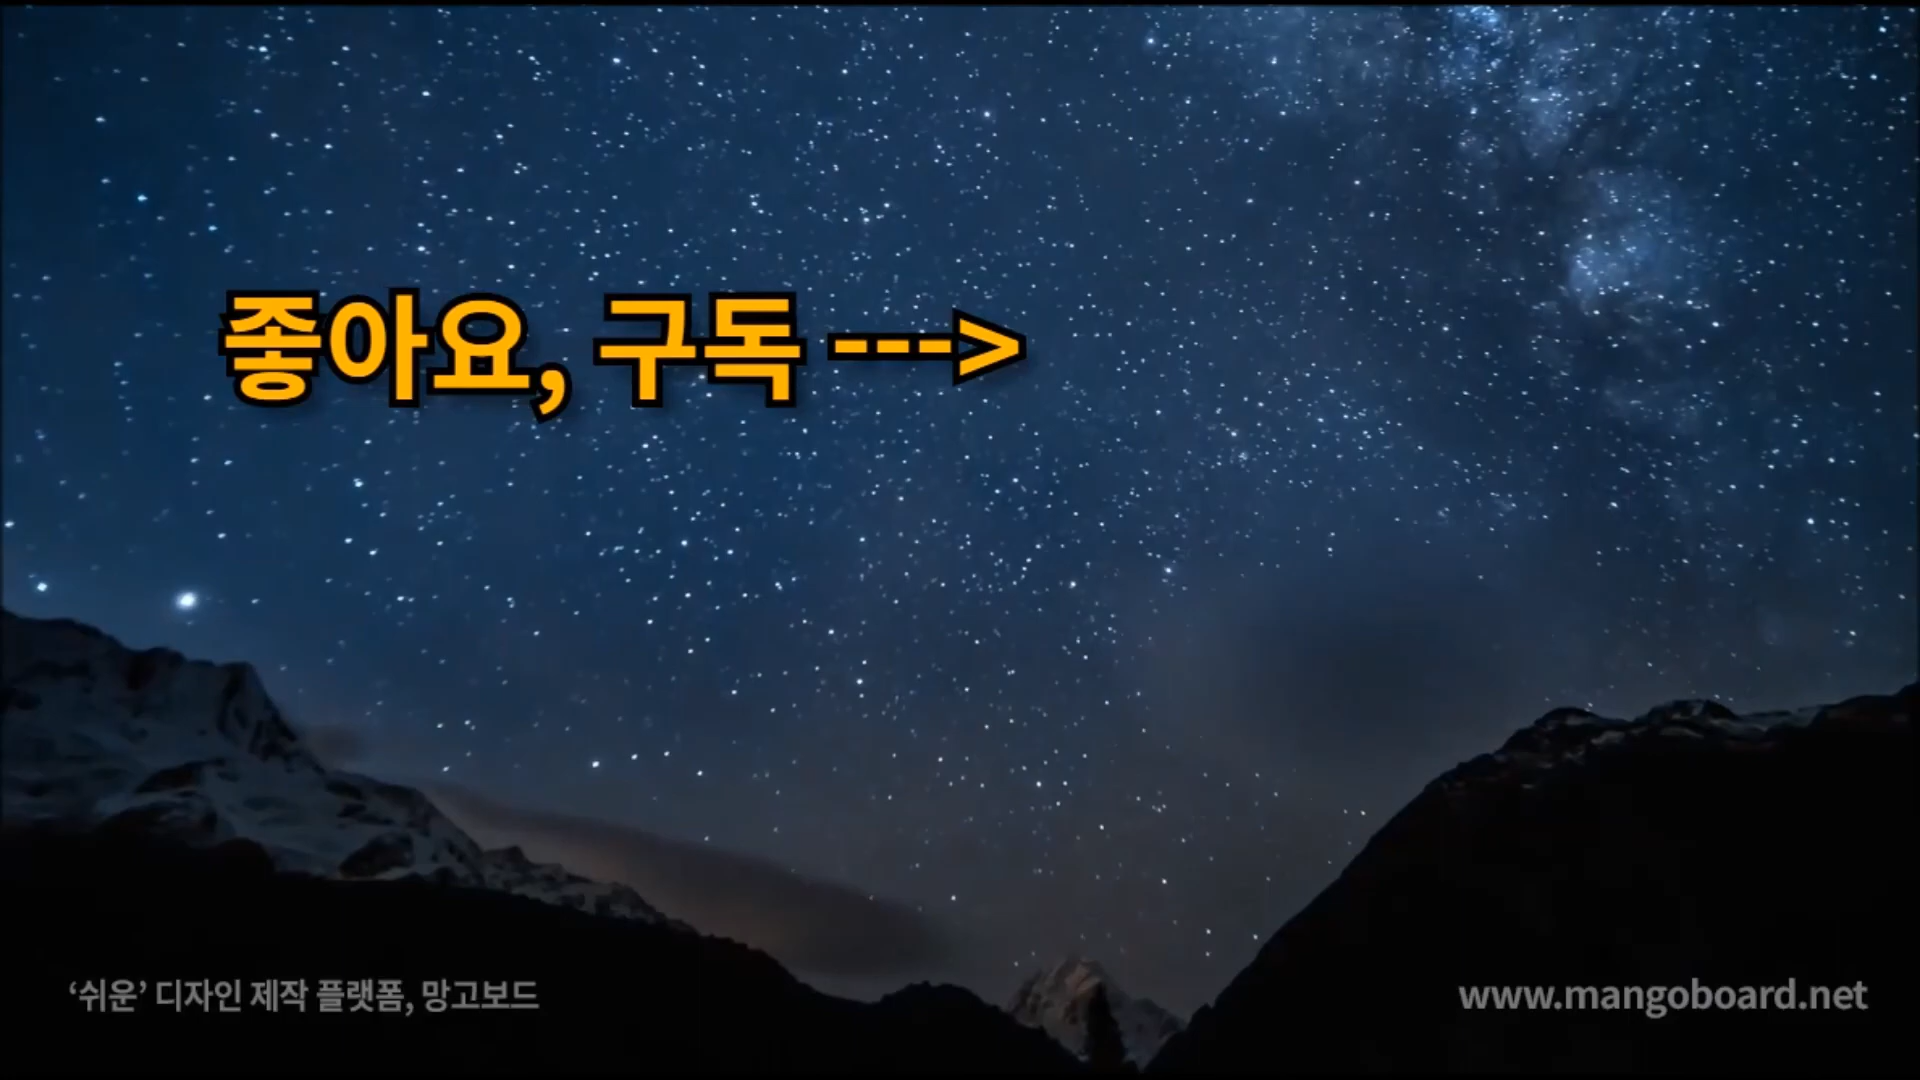 좋아요, 구독 --->
‘쉬운’ 디자인 제작 플랫폼, 망고보드
www.mangoboard.net